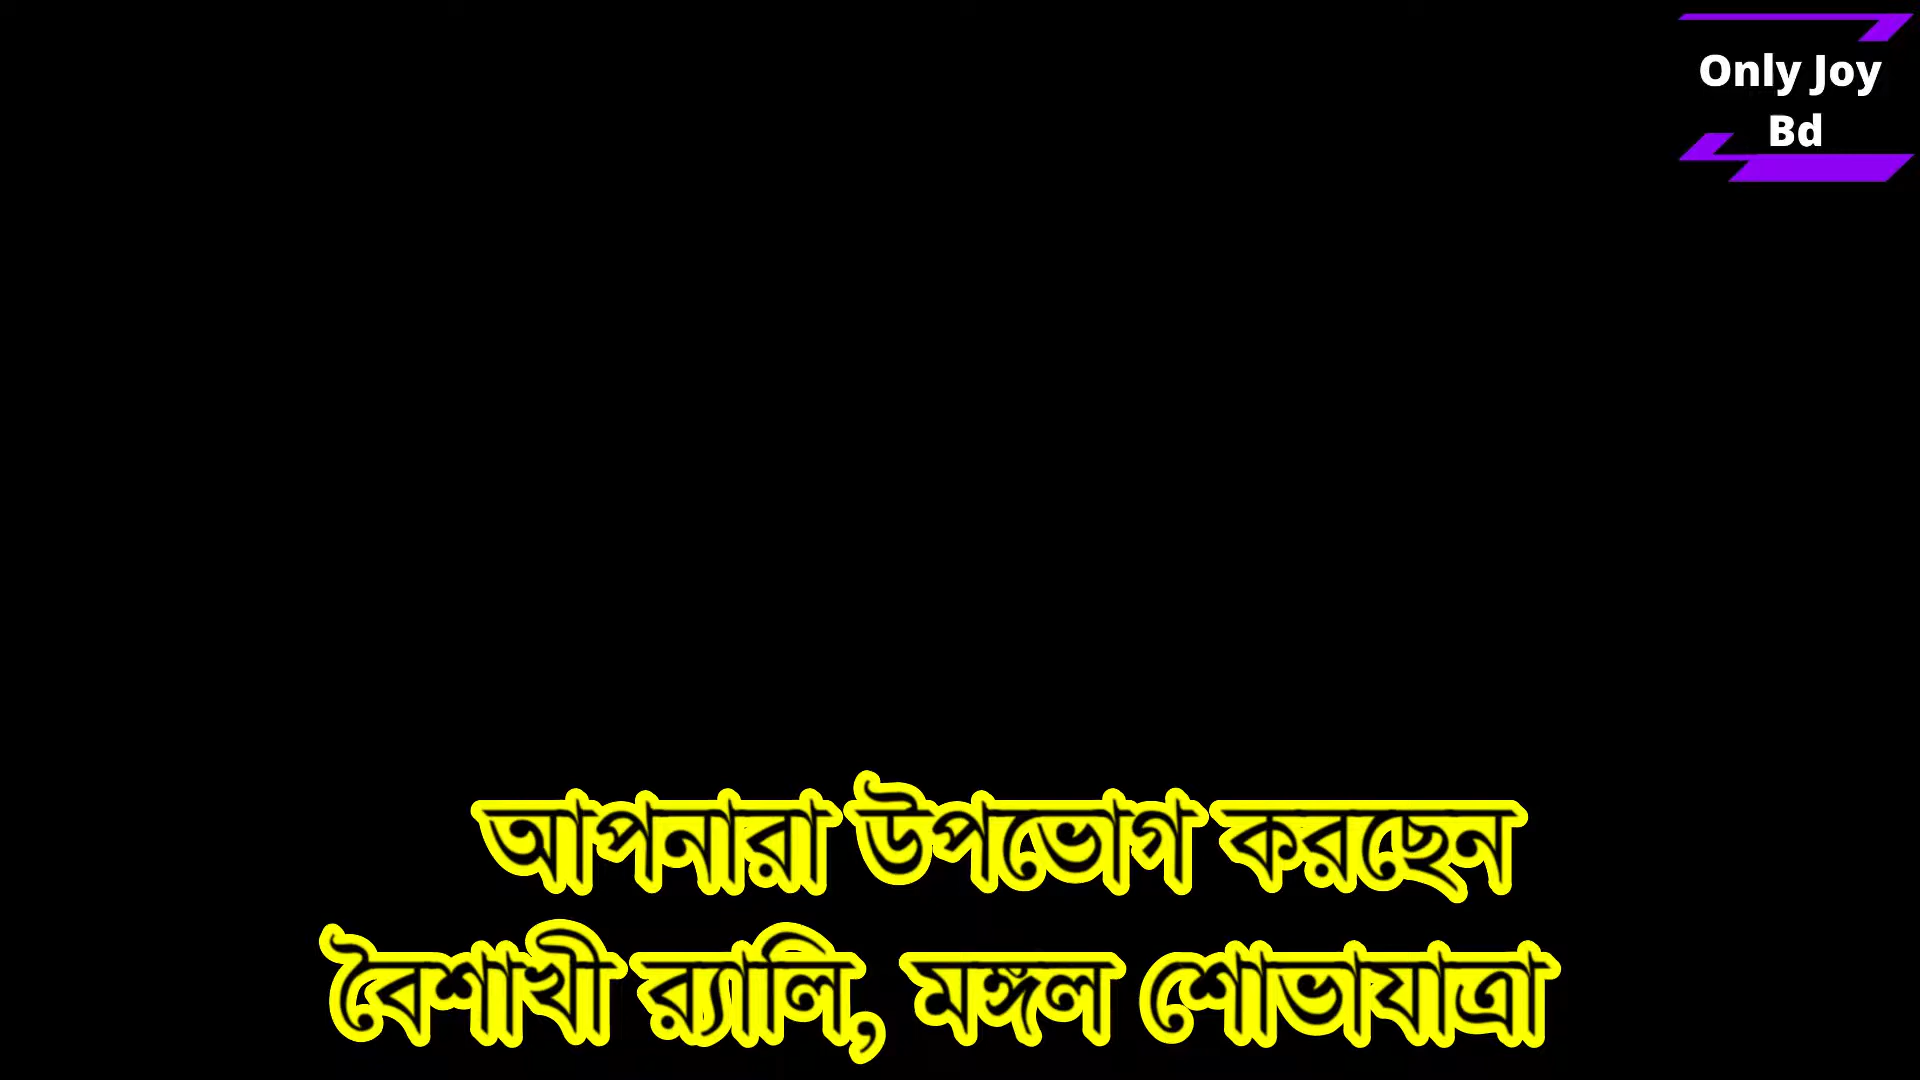 Only Joy
Bd
আপনারা উপভোগ করছেন
বৈশাখী র‍্যালি, মঙ্গল শোভাযাত্রা